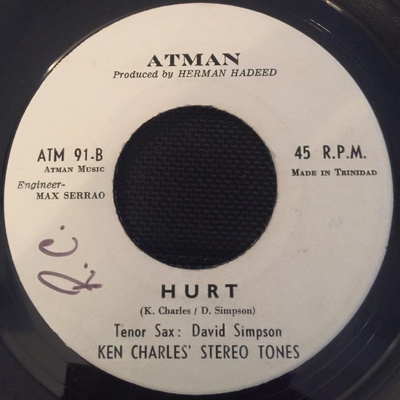 ATMAN
Produced by HERMAN HADEED
ATM 91-B
ATMAN MUSIC
Engineer-
MAX SERRAO
45 R.P.M.
MADE IN TRINIDAD
R.C.
HURT
(K. Charles / D. Simpson)
Tenor Sax: David Simpson
KEN CHARLES' STEREO TONES